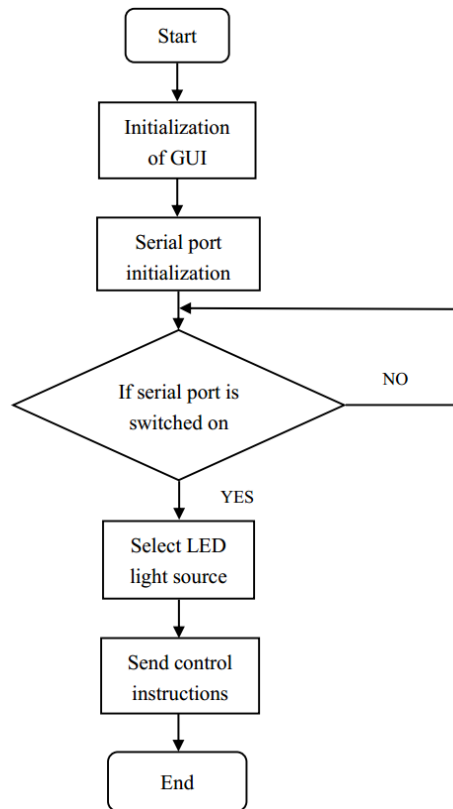 Start
Initialization
of GUI
Serial port
initialization
If serial port is
switched on
NO
YES
Select LED
light source
Send control
instructions
End